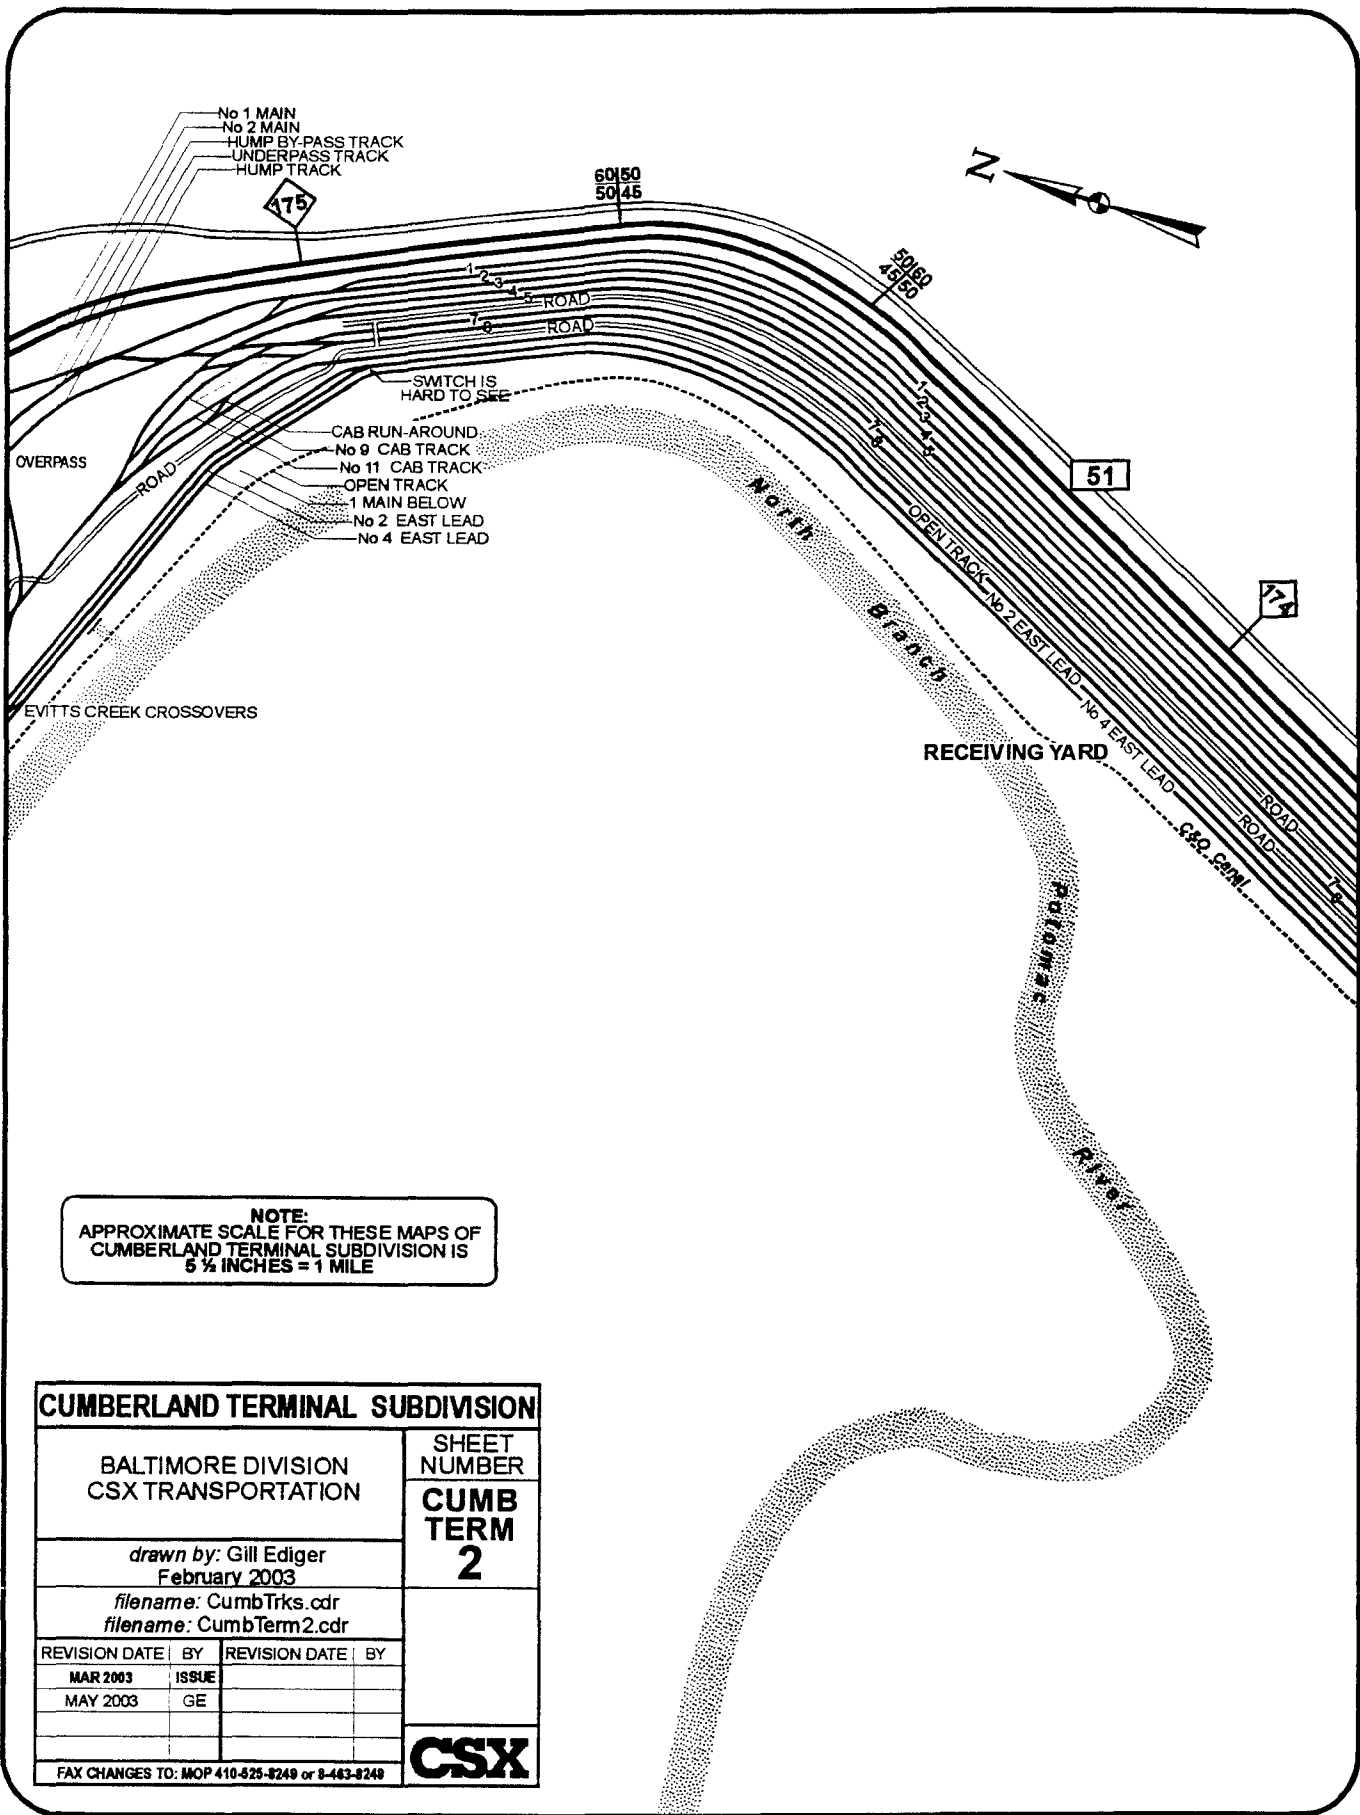 No 1 MAIN
No 2 MAIN
HUMP BY-PASS TRACK
UNDERPASS TRACK
HUMP TRACK
175
60 50
50 45
N
50 60
45 50
1
2
3
4
5
ROAD
7
8
ROAD
SWITCH IS
HARD TO SEE
CAB RUN-AROUND
No 9 CAB TRACK
No 11 CAB TRACK
OPEN TRACK
1 MAIN BELOW
No 2 EAST LEAD
No 4 EAST LEAD
OVERPASS
ROAD
1
2
3
4
5
7
8
51
North
Branch
Potomac
River
OPEN TRACK
No 2 EAST LEAD
No 4 EAST LEAD
174
EVITTS CREEK CROSSOVERS
RECEIVING YARD
ROAD
ROAD
C&O Canal
7
8
NOTE:
APPROXIMATE SCALE FOR THESE MAPS OF
CUMBERLAND TERMINAL SUBDIVISION IS
5 ½ INCHES = 1 MILE
CUMBERLAND TERMINAL SUBDIVISION
BALTIMORE DIVISION
CSX TRANSPORTATION
SHEET
NUMBER
CUMB
TERM
2
drawn by: Gill Ediger
February 2003
filename: CumbTrks.cdr
filename: CumbTerm2.cdr
REVISION DATE BY REVISION DATE BY
MAR 2003 ISSUE
MAY 2003 GE
FAX CHANGES TO: MOP 410-525-8249 or 8-463-8249
CSX